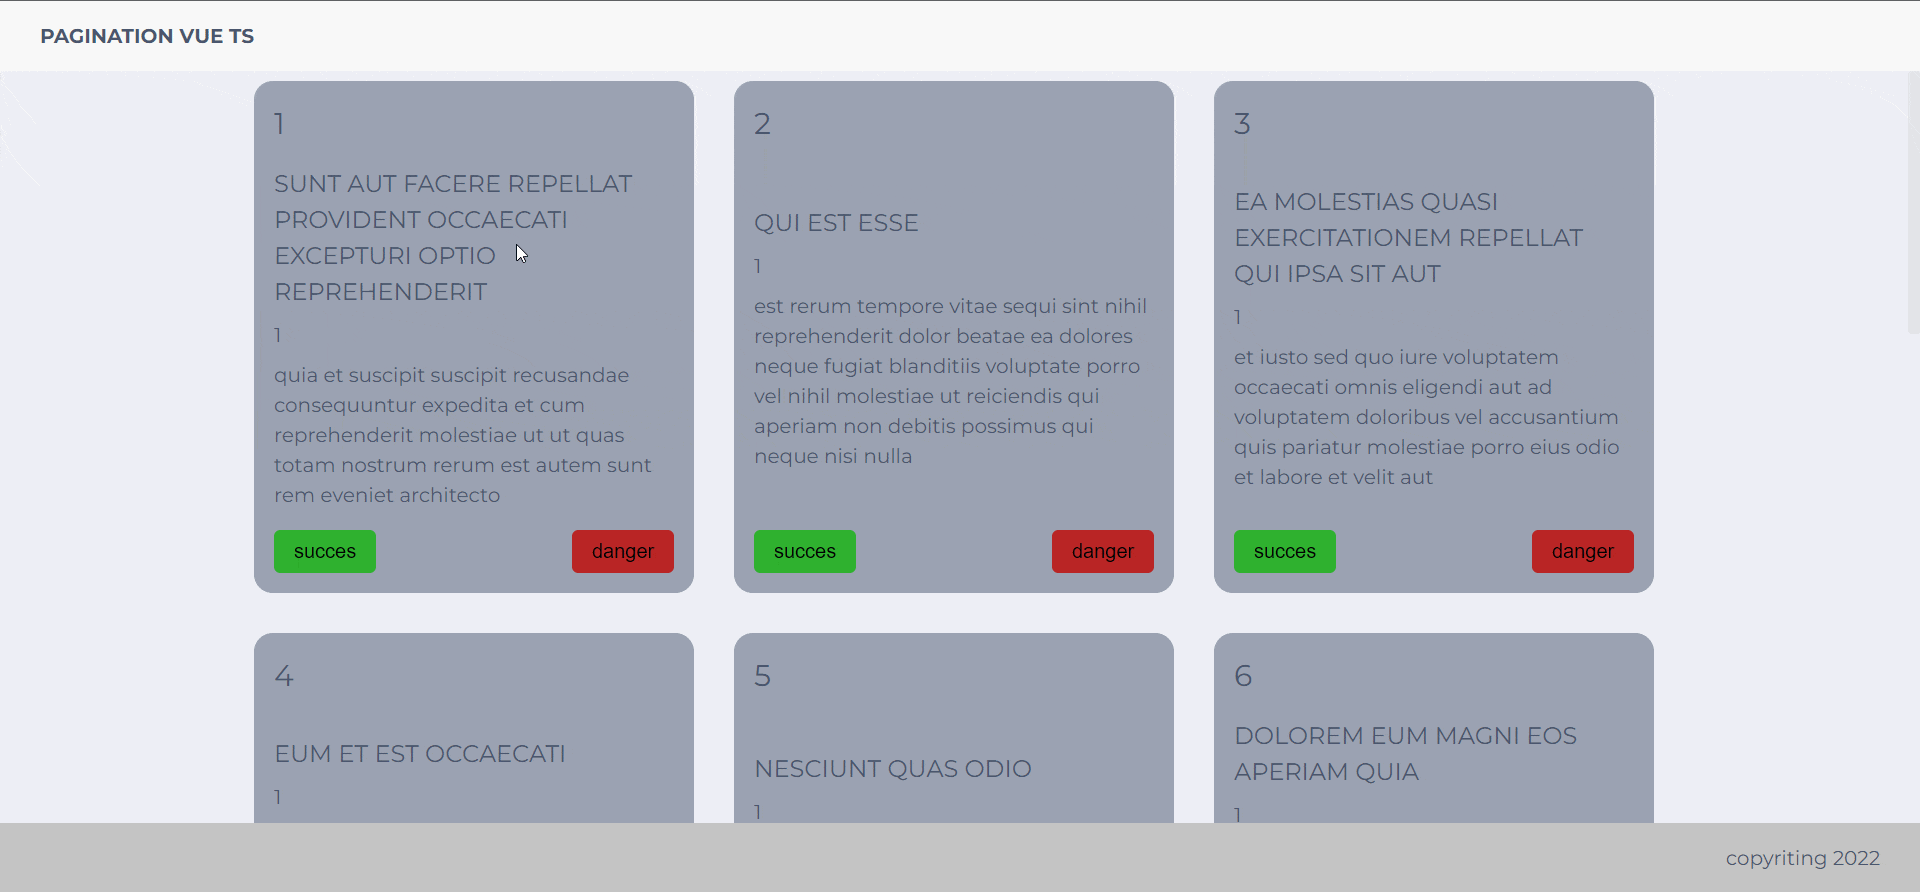 PAGINATION VUE TS
1
SUNT AUT FACERE REPELLAT
PROVIDENT OCCAECATI
EXCEPTURI OPTIO
REPREHENDERIT
1
quia et suscipit suscipit recusandae
consequuntur expedita et cum
reprehenderit molestiae ut ut quas
totam nostrum rerum est autem sunt
rem eveniet architecto
succes
danger
2
QUI EST ESSE
1
est rerum tempore vitae sequi sint nihil
reprehenderit dolor beatae ea dolores
neque fugiat blanditiis voluptate porro
vel nihil molestiae ut reiciendis qui
aperiam non debitis possimus qui
neque nisi nulla
succes
danger
3
EA MOLESTIAS QUASI
EXERCITATIONEM REPELLAT
QUI IPSA SIT AUT
1
et iusto sed quo iure voluptatem
occaecati omnis eligendi aut ad
voluptatem doloribus vel accusantium
quis pariatur molestiae porro eius odio
et labore et velit aut
succes
danger
4
EUM ET EST OCCAECATI
1
5
NESCIUNT QUAS ODIO
1
6
DOLOREM EUM MAGNI EOS
APERIAM QUIA
1
copyriting 2022